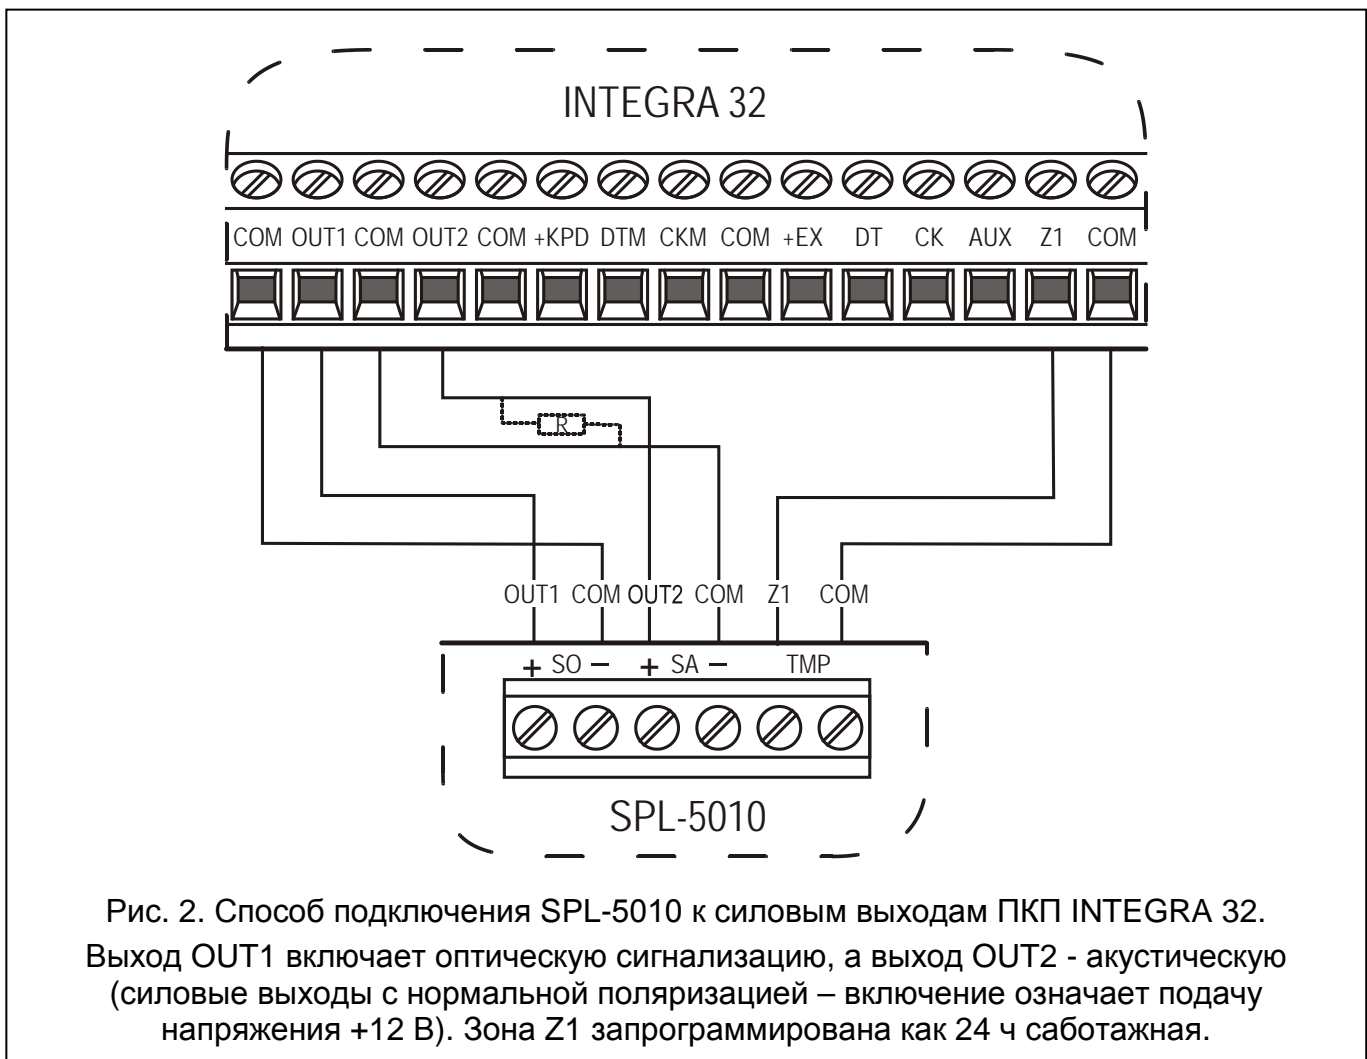 INTEGRA 32
COM OUT1 COM OUT2 COM +KPD DTM CKM COM +EX DT CK AUX Z1 COM
R
OUT1 COM OUT2 COM Z1 COM
+ SO − + SA − TMP
SPL-5010
Рис. 2. Способ подключения SPL-5010 к силовым выходам ПКП INTEGRA 32.
Выход OUT1 включает оптическую сигнализацию, а выход OUT2 - акустическую
(силовые выходы с нормальной поляризацией – включение означает подачу
напряжения +12 В). Зона Z1 запрограммирована как 24 ч саботажная.